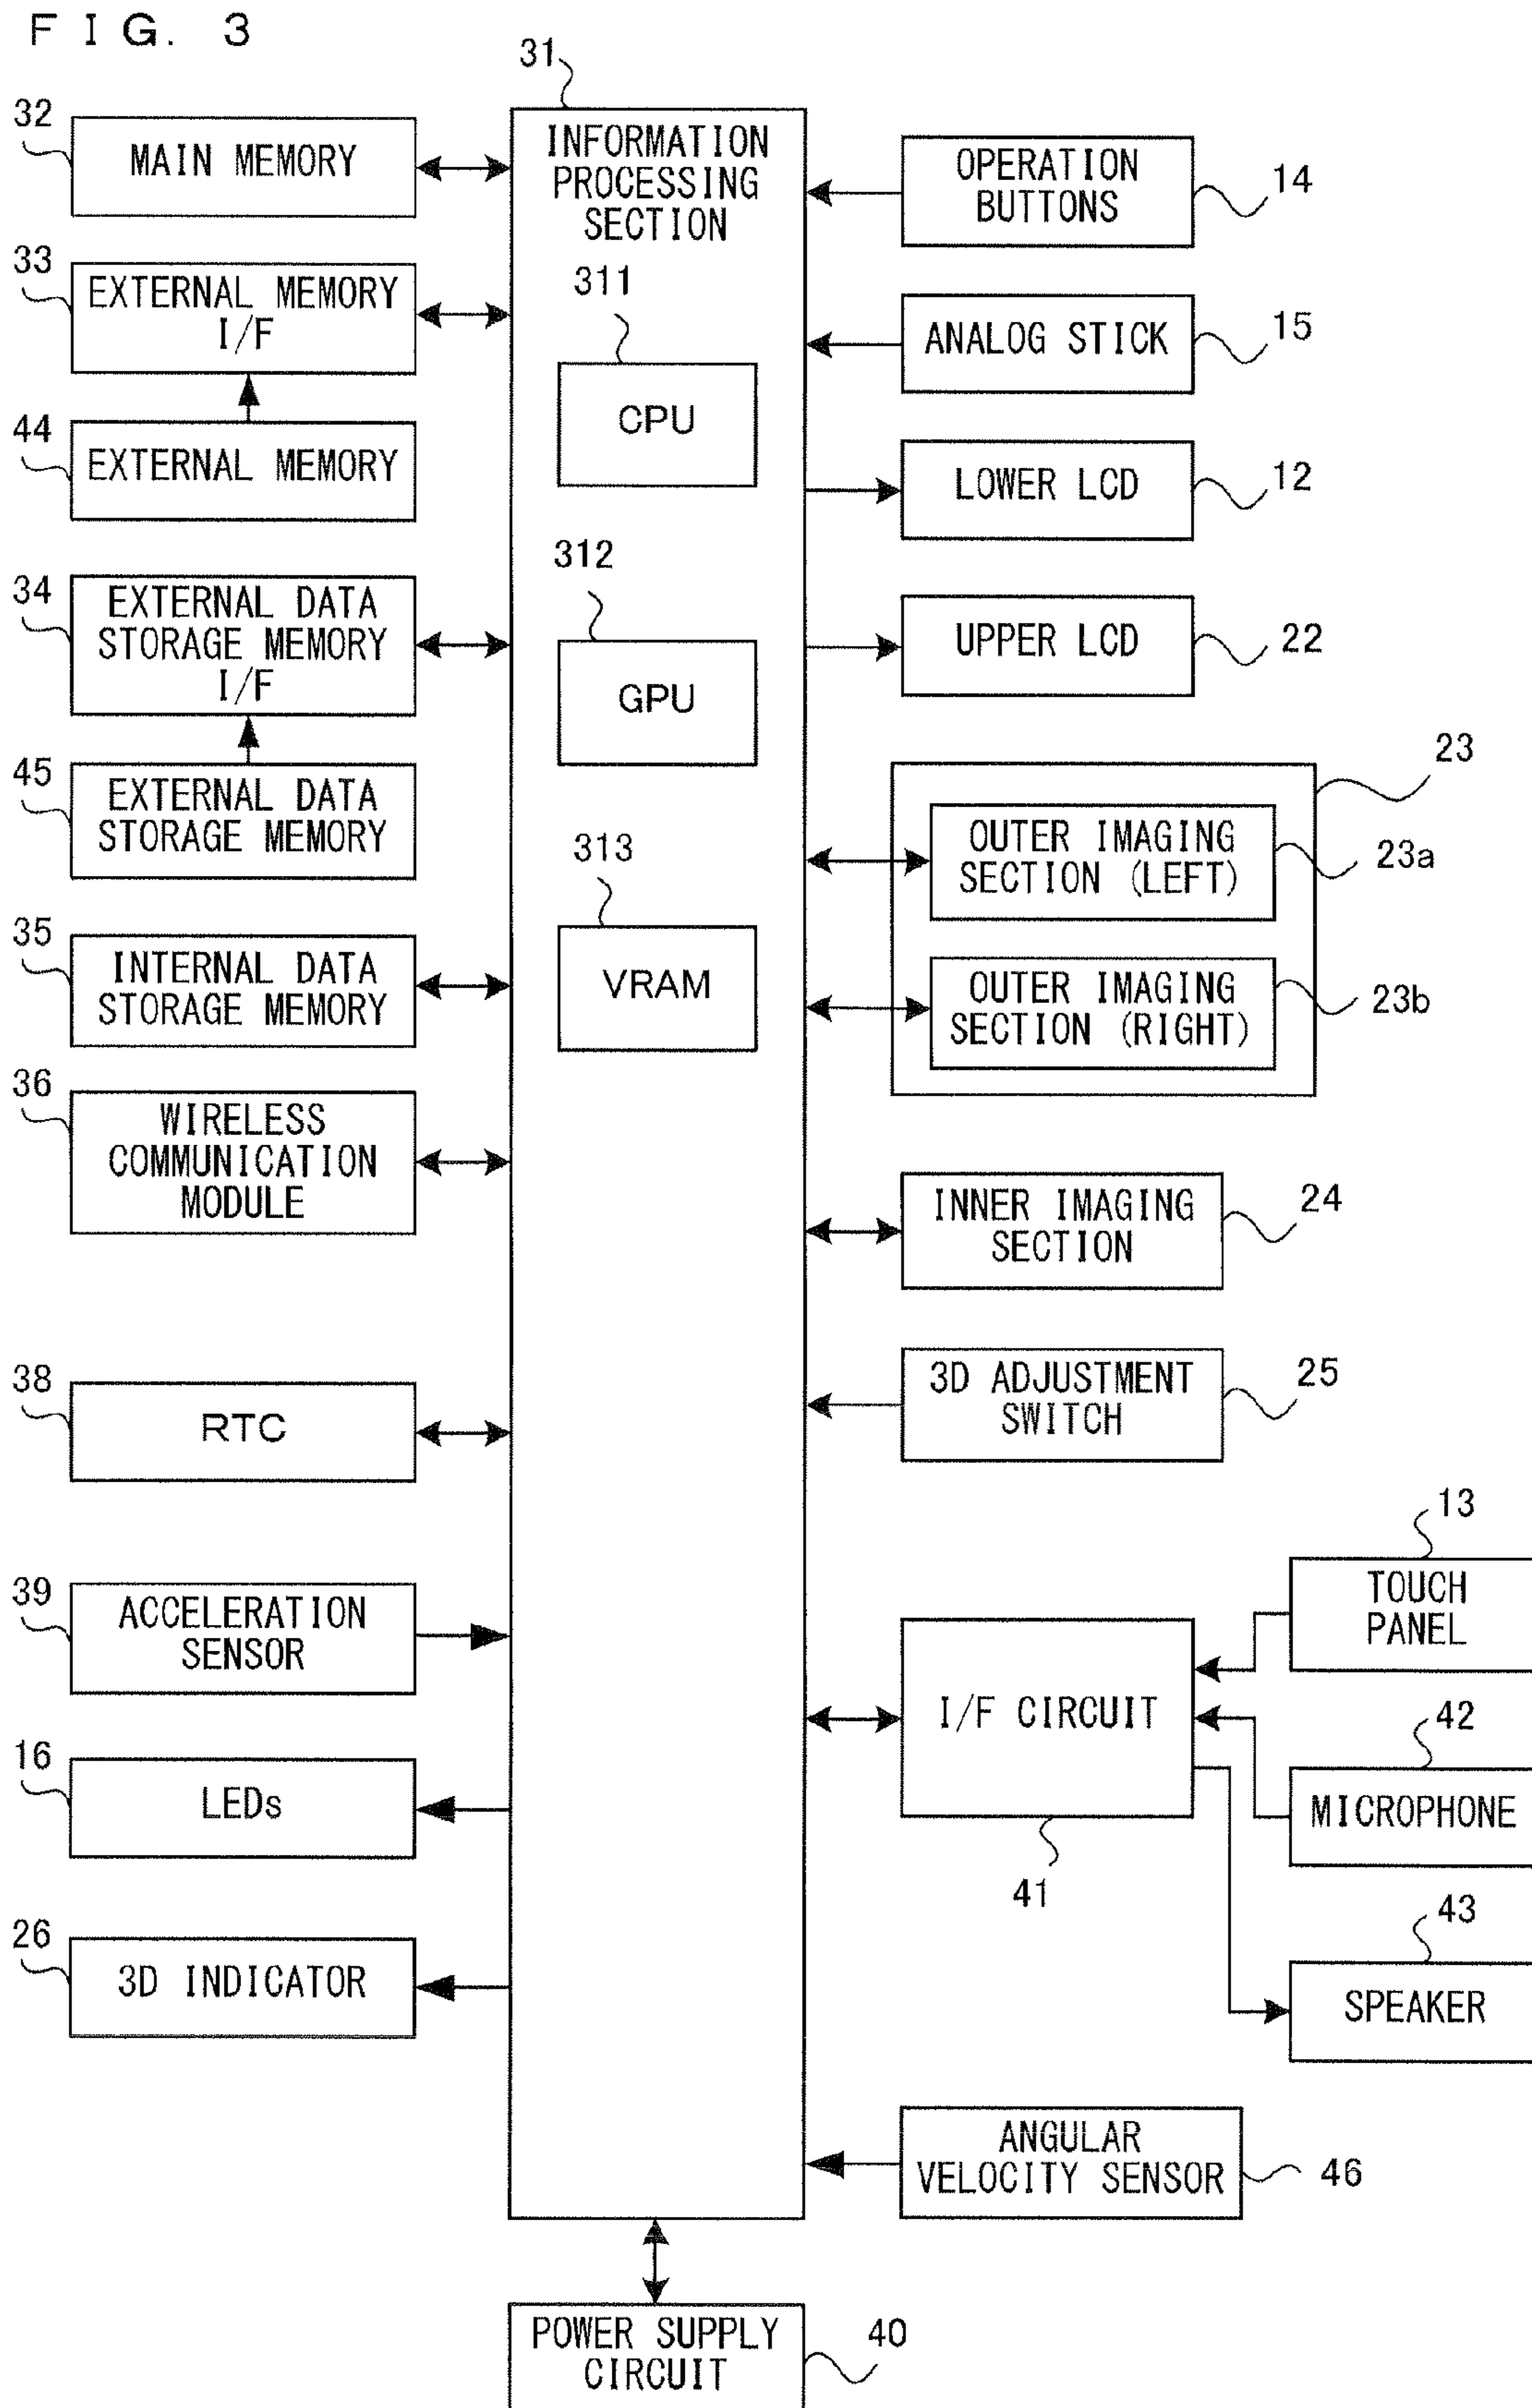 FIG. 3
31
32
MAIN MEMORY
33
EXTERNAL MEMORY
I/F
44
EXTERNAL MEMORY
34
EXTERNAL DATA
STORAGE MEMORY
I/F
45
EXTERNAL DATA
STORAGE MEMORY
35
INTERNAL DATA
STORAGE MEMORY
36
WIRELESS
COMMUNICATION
MODULE
38
RTC
39
ACCELERATION
SENSOR
16
LEDs
26
3D INDICATOR
INFORMATION
PROCESSING
SECTION
311
CPU
312
GPU
313
VRAM
OPERATION
BUTTONS
14
ANALOG STICK
15
LOWER LCD
12
UPPER LCD
22
23
OUTER IMAGING
SECTION (LEFT)
23a
OUTER IMAGING
SECTION (RIGHT)
23b
INNER IMAGING
SECTION
24
3D ADJUSTMENT
SWITCH
25
13
TOUCH
PANEL
I/F CIRCUIT
41
42
MICROPHONE
43
SPEAKER
ANGULAR
VELOCITY SENSOR
46
POWER SUPPLY
CIRCUIT
40